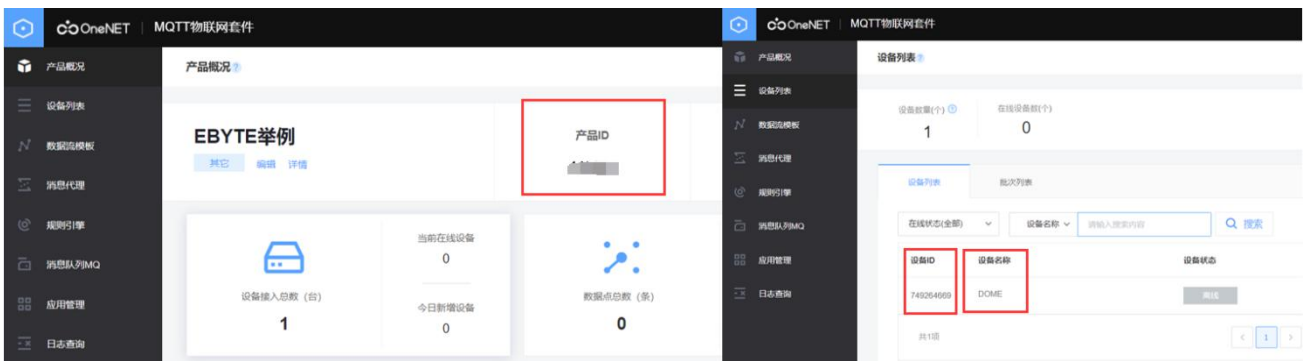 OneNET | MQTT物联网套件
产品概况
设备列表
数据流模板
消息代理
规则引擎
消息队列MQ
应用管理
日志查询
产品概况
EBYTE举例
其它 编辑 详情
产品ID
设备接入总数（台）
1
当前在线设备
0
今日新增设备
0
数据点总数（条）
0
OneNET | MQTT物联网套件
产品概况
设备列表
数据流模板
消息代理
规则引擎
消息队列MQ
应用管理
日志查询
设备列表
设备数量(个) 在线设备数(个)
1 0
设备列表 批次列表
在线状态(全部) 设备名称 请输入搜索内容 搜索
设备ID 设备名称 设备状态
749264669 DOME 离线
共1项 1